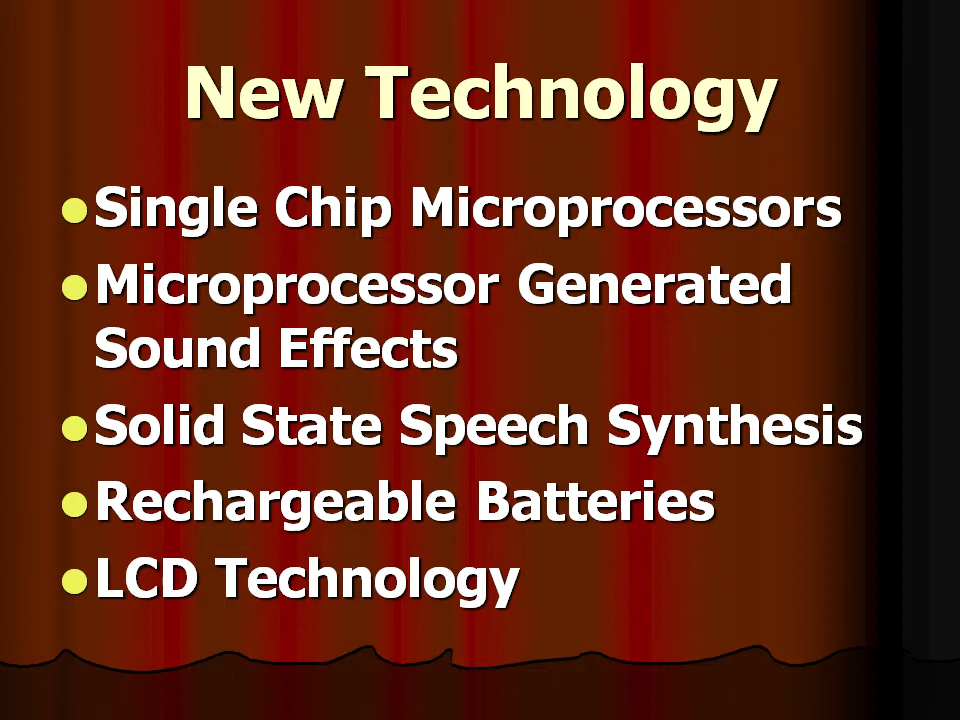 New Technology
Single Chip Microprocessors
Microprocessor Generated
Sound Effects
Solid State Speech Synthesis
Rechargeable Batteries
LCD Technology